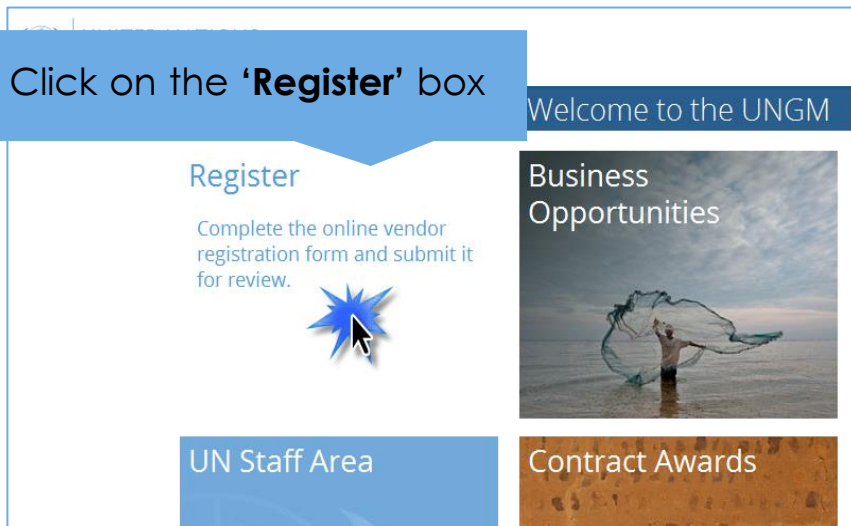 Click on the ‘Register’ box
Welcome to the UNGM
Register
Complete the online vendor
registration form and submit it
for review.
Business
Opportunities
UN Staff Area
Contract Awards